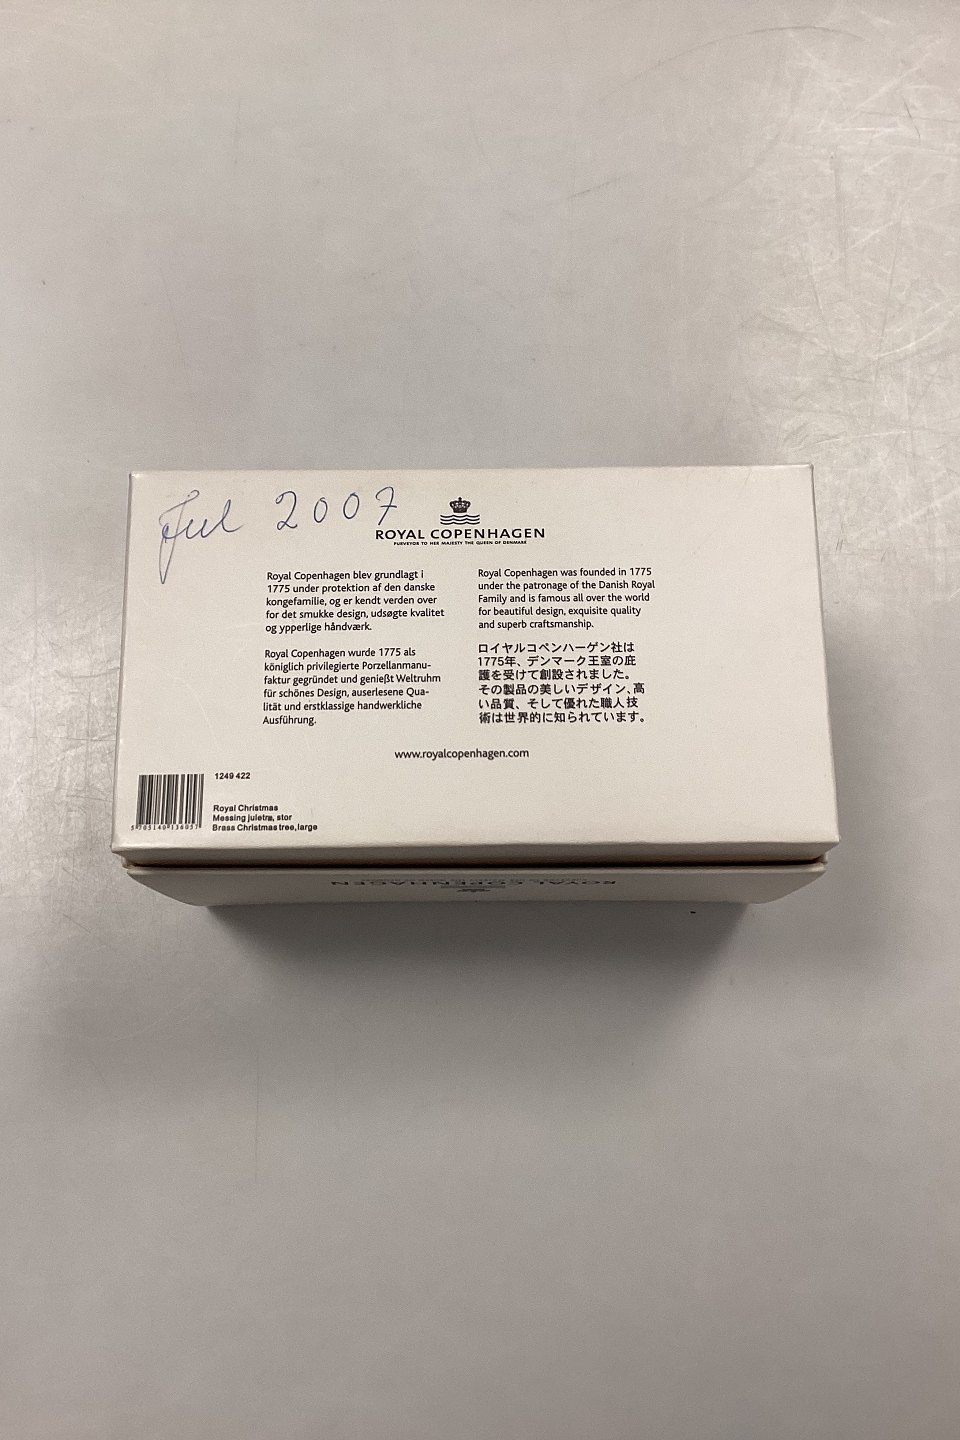 Jul 2007
ROYAL COPENHAGEN
PURVEYOR TO HER MAJESTY THE QUEEN OF DENMARK
Royal Copenhagen blev grundlagt i
1775 under protektion af den danske
kongefamilie, og er kendt verden over
for det smukke design, udsøgte kvalitet
og ypperlige håndværk.
Royal Copenhagen wurde 1775 als
königlich privilegierte Porzellanmanu-
faktur gegründet und genießt Weltruhm
für schönes Design, auserlesene Qua-
lität und erstklassige handwerkliche
Ausführung.
Royal Copenhagen was founded in 1775
under the patronage of the Danish Royal
Family and is famous all over the world
for beautiful design, exquisite quality
and superb craftsmanship.
ロイヤルコペンハーゲン社は
1775年、デンマーク王室の庇
護を受けて創設されました。
その製品の美しいデザイン、高
い品質、そして優れた職人技
術は世界的に知られています。
www.royalcopenhagen.com
1249 422
Royal Christmas
Messing juletræ, stor
Brass Christmas tree, large
5 705140 136057
ROYAL COPENHAGEN